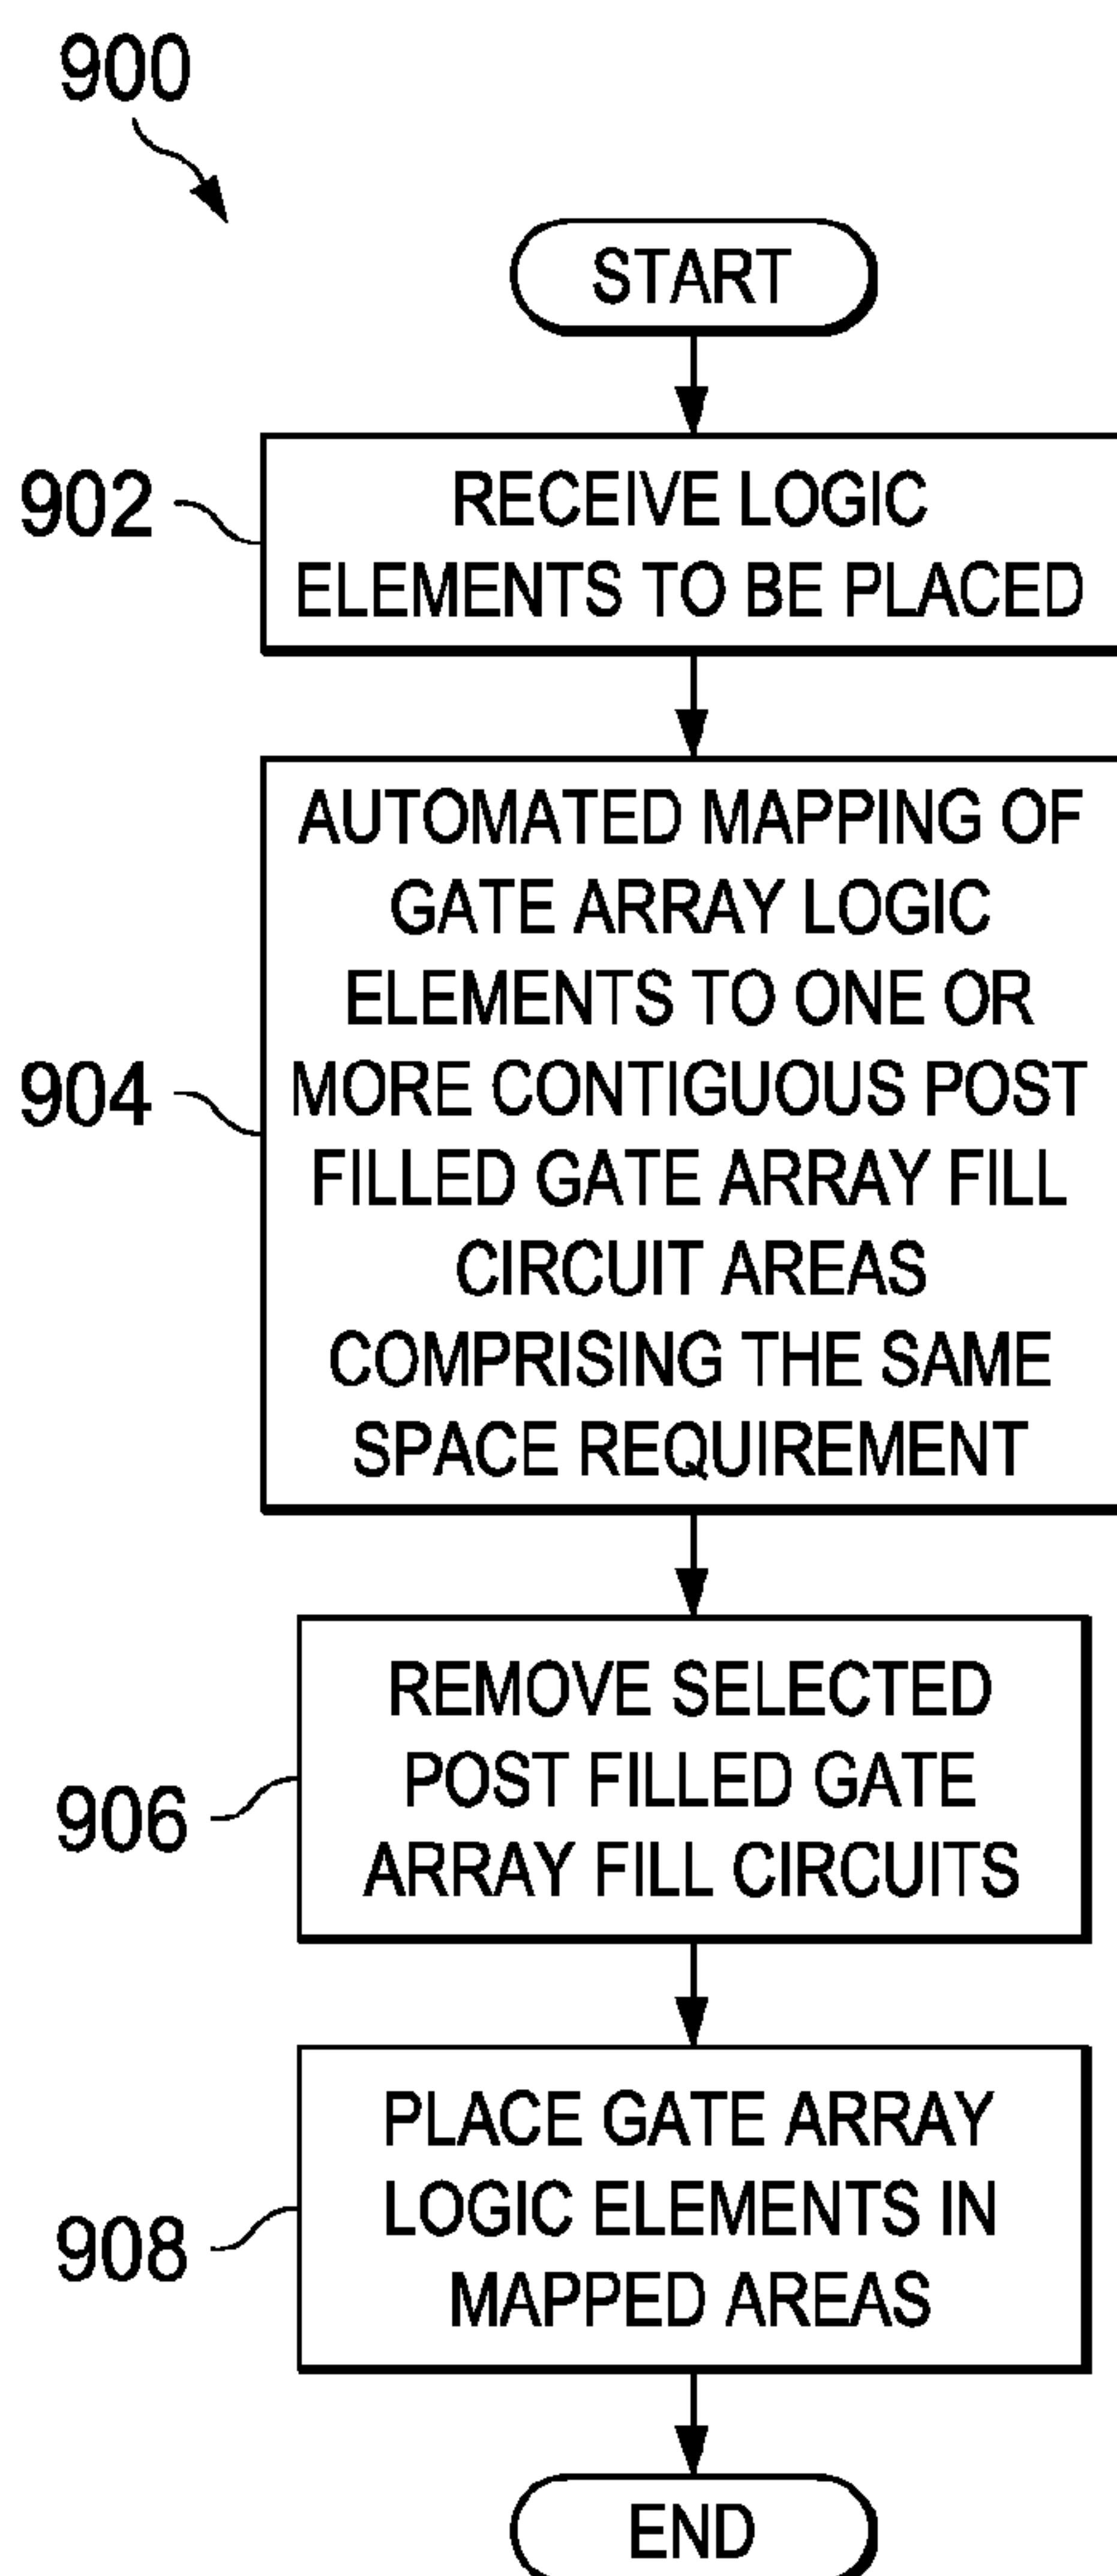 900
START
902
RECEIVE LOGIC
ELEMENTS TO BE PLACED
904
AUTOMATED MAPPING OF
GATE ARRAY LOGIC
ELEMENTS TO ONE OR
MORE CONTIGUOUS POST
FILLED GATE ARRAY FILL
CIRCUIT AREAS
COMPRISING THE SAME
SPACE REQUIREMENT
906
REMOVE SELECTED
POST FILLED GATE
ARRAY FILL CIRCUITS
908
PLACE GATE ARRAY
LOGIC ELEMENTS IN
MAPPED AREAS
END